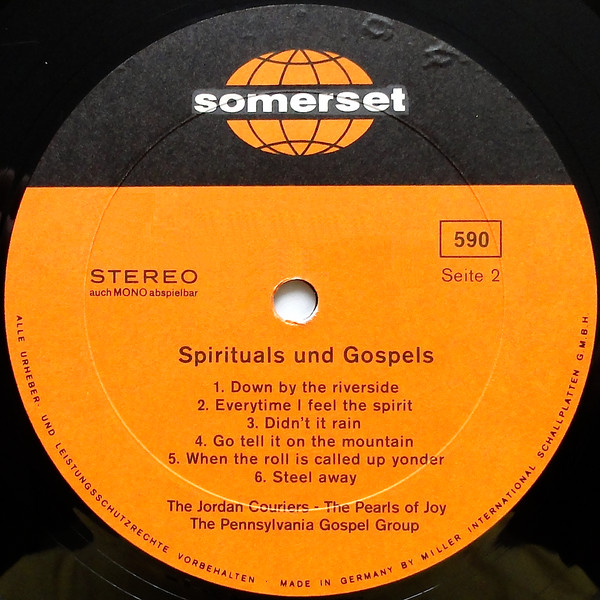 somerset
590
Seite 2
STEREO
auch MONO abspielbar
Spirituals und Gospels
1. Down by the riverside
2. Everytime I feel the spirit
3. Didn't it rain
4. Go tell it on the mountain
5. When the roll is called up yonder
6. Steel away
The Jordan Couriers - The Pearls of Joy
The Pennsylvania Gospel Group
ALLE URHEBER- UND LEISTUNGSSCHUTZRECHTE VORBEHALTEN · MADE IN GERMANY BY MILLER INTERNATIONAL SCHALLPLATTEN G.M.B.H.